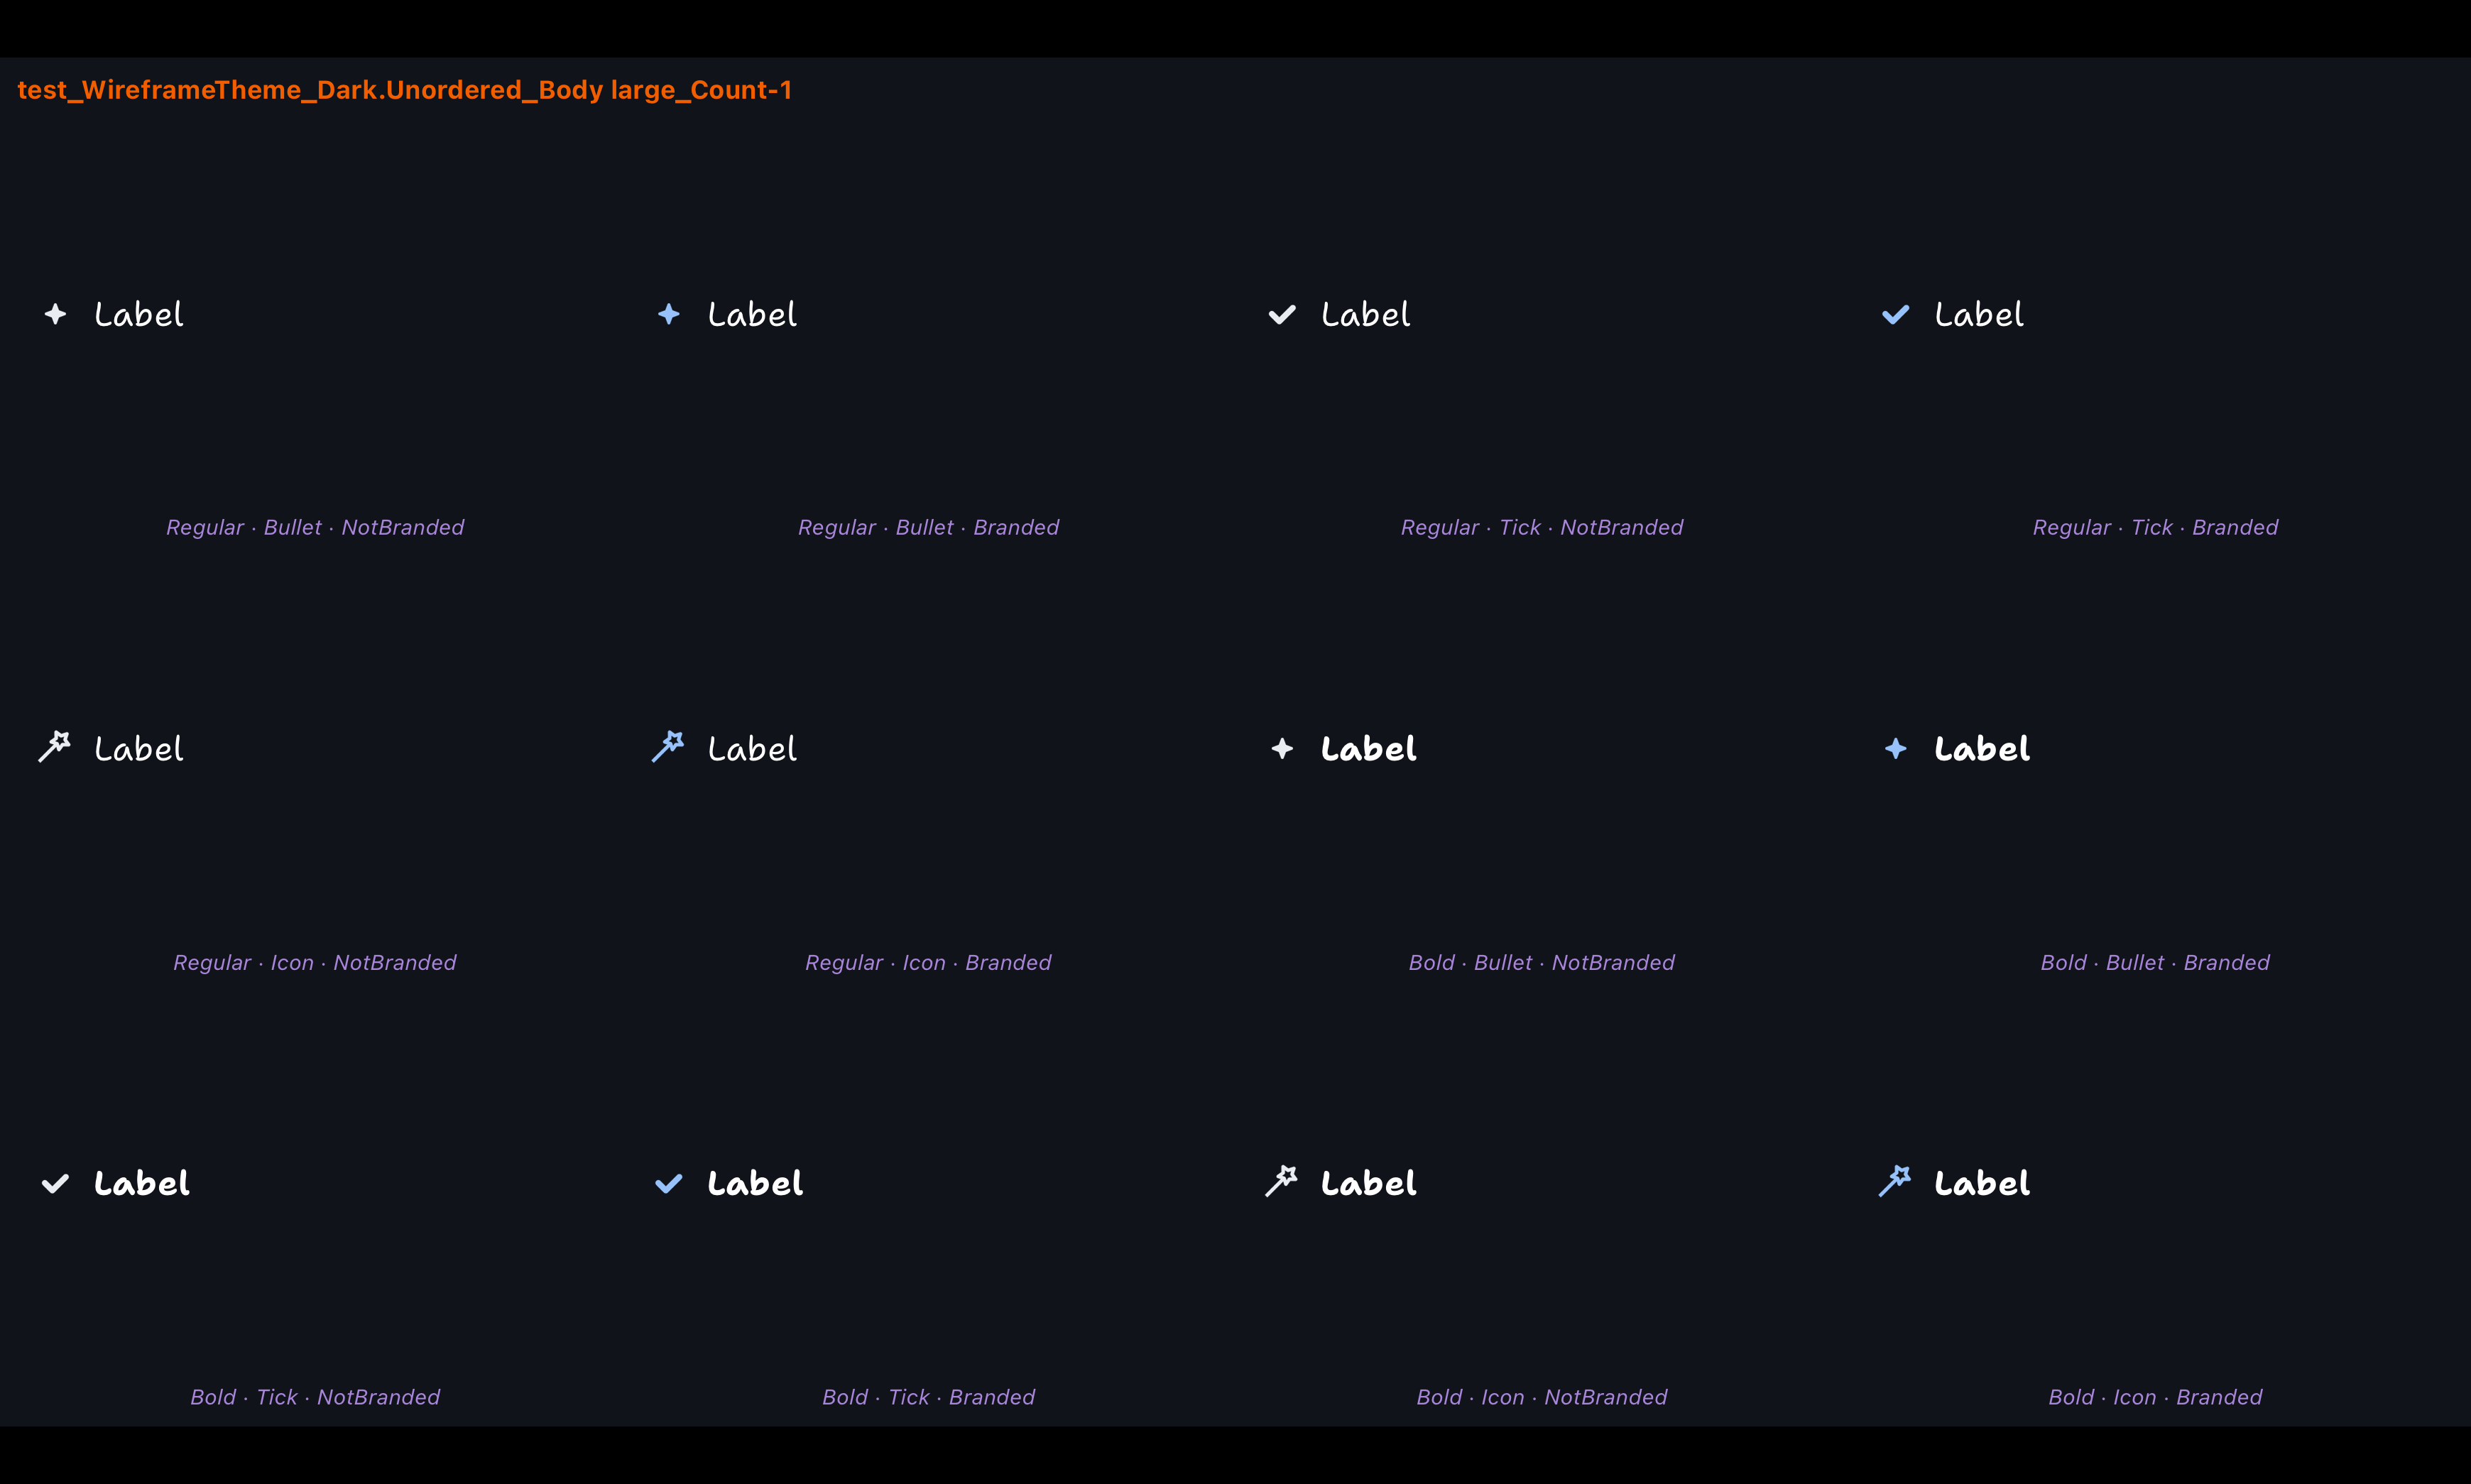 test_WireframeTheme_Dark.Unordered_Body large_Count-1
Label Label Label Label
Regular · Bullet · NotBranded Regular · Bullet · Branded Regular · Tick · NotBranded Regular · Tick · Branded
Label Label Label Label
Regular · Icon · NotBranded Regular · Icon · Branded Bold · Bullet · NotBranded Bold · Bullet · Branded
Label Label Label Label
Bold · Tick · NotBranded Bold · Tick · Branded Bold · Icon · NotBranded Bold · Icon · Branded